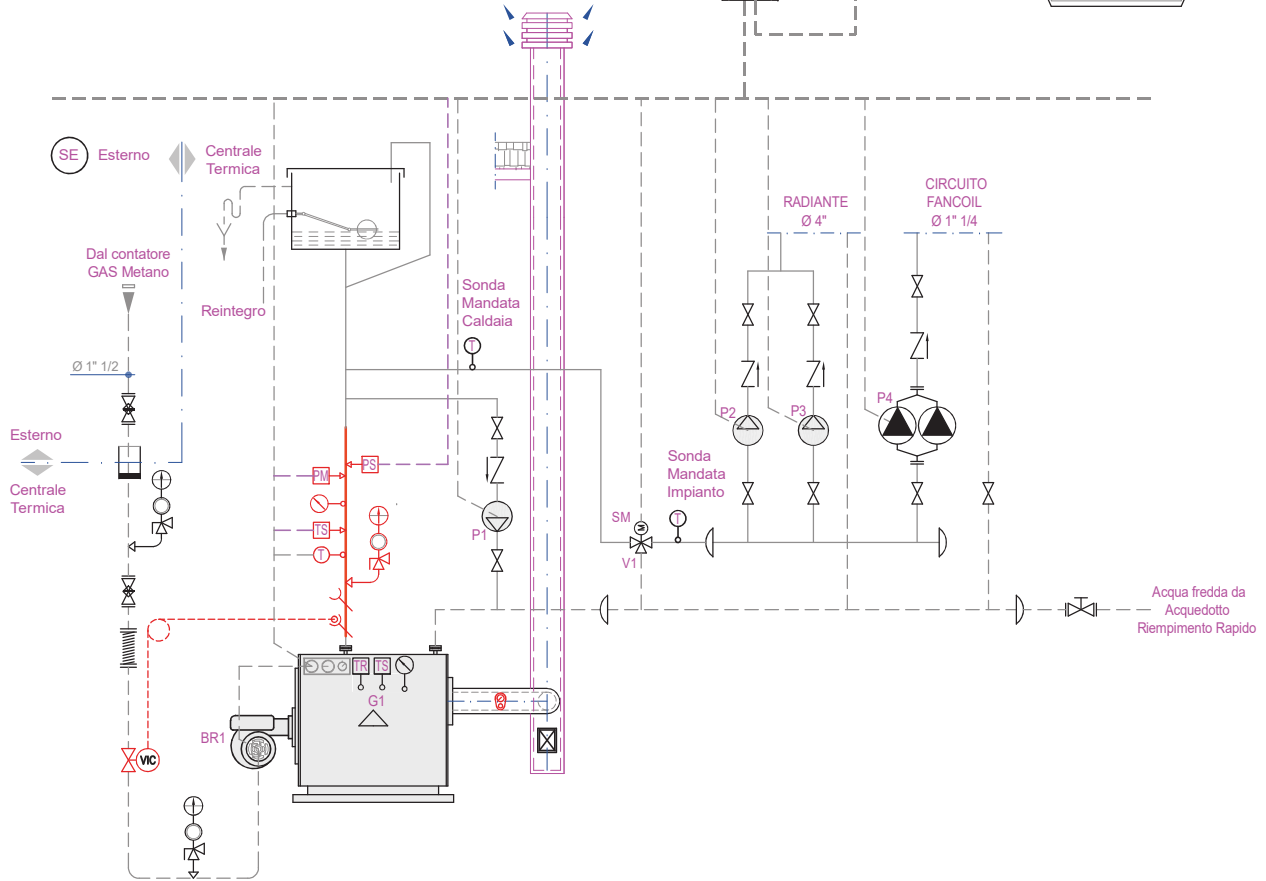 SE
Esterno
Centrale
Termica
RADIANTE
Ø 4"
CIRCUITO
FANCOIL
Ø 1" 1/4
Dal contatore
GAS Metano
Reintegro
Sonda
Mandata
Caldaia
T
Ø 1" 1/2
P2
P3
P4
Esterno
Centrale
Termica
PM
PS
TS
T
P1
Sonda
Mandata
Impianto
T
SM
M
V1
Acqua fredda da
Acquedotto
Riempimento Rapido
TR
TS
G1
BR1
VIC